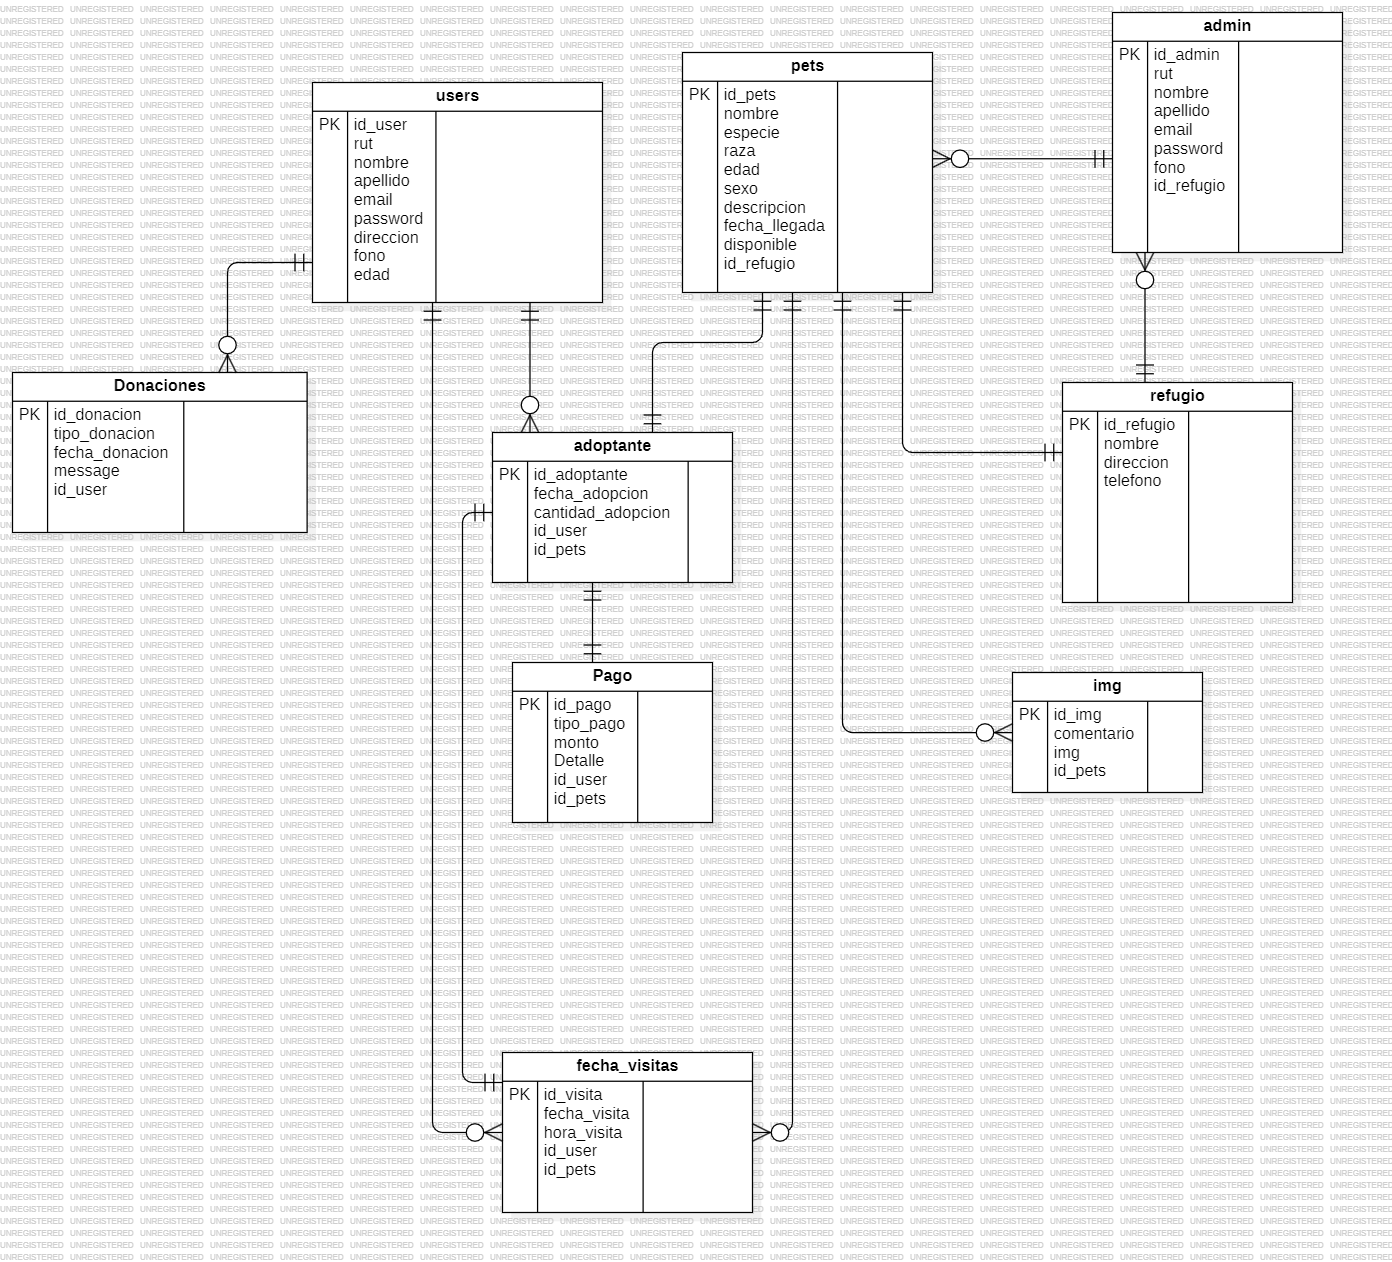 admin
PK
id_admin
rut
nombre
apellido
email
password
fono
id_refugio
pets
PK
id_pets
nombre
especie
raza
edad
sexo
descripcion
fecha_llegada
disponible
id_refugio
users
PK
id_user
rut
nombre
apellido
email
password
direccion
fono
edad
Donaciones
PK
id_donacion
tipo_donacion
fecha_donacion
message
id_user
adoptante
PK
id_adoptante
fecha_adopcion
cantidad_adopcion
id_user
id_pets
refugio
PK
id_refugio
nombre
direccion
telefono
Pago
PK
id_pago
tipo_pago
monto
Detalle
id_user
id_pets
img
PK
id_img
comentario
img
id_pets
fecha_visitas
PK
id_visita
fecha_visita
hora_visita
id_user
id_pets
UNREGISTERED